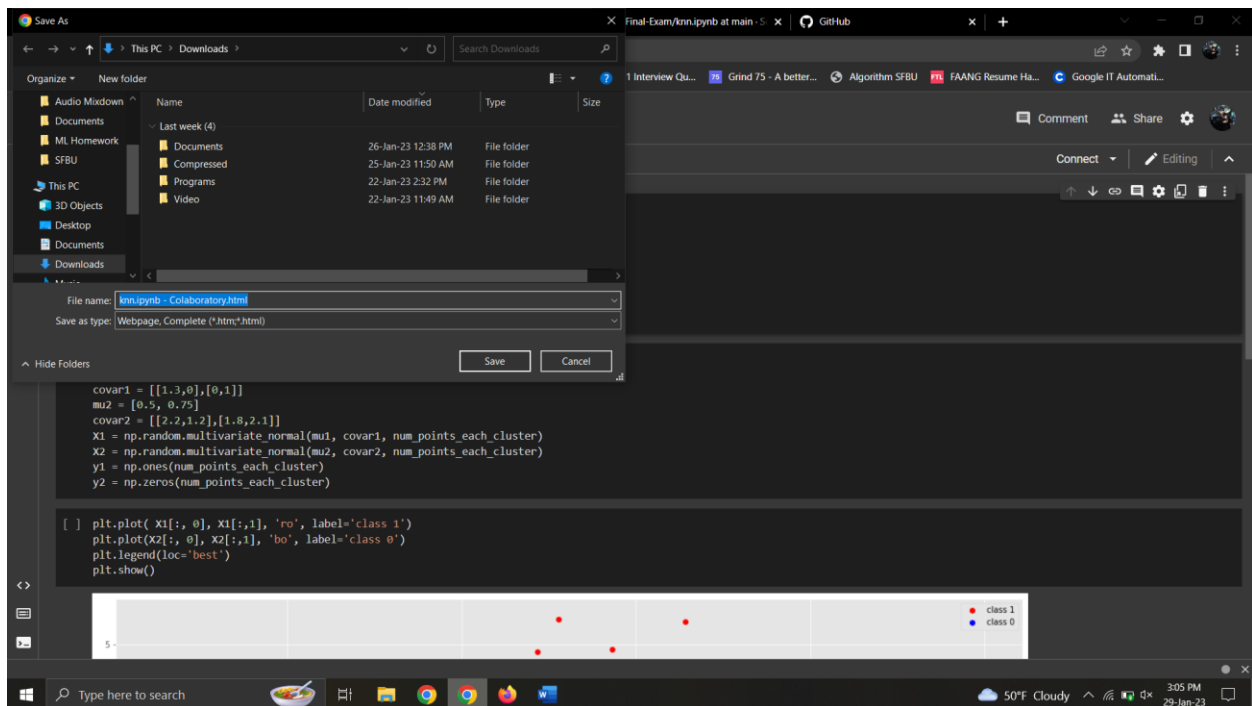 Save As
Final-Exam/knn.ipynb at main · S
GitHub
This PC > Downloads >
Search Downloads
Organize
New folder
1 Interview Qu...
75 Grind 75 - A better...
Algorithm SFBU
FTL FAANG Resume Ha...
C Google IT Automati...
Audio Mixdown
Documents
ML Homework
SFBU
This PC
3D Objects
Desktop
Documents
Downloads
Name Date modified Type Size
Last week (4)
Documents 26-Jan-23 12:38 PM File folder
Compressed 25-Jan-23 11:50 AM File folder
Programs 22-Jan-23 2:32 PM File folder
Video 22-Jan-23 11:49 AM File folder
Comment Share
Connect Editing
File name: knn.ipynb - Colaboratory.html
Save as type: Webpage, Complete (*.htm;*.html)
Hide Folders
Save Cancel
covar1 = [[1.3,0],[0,1]]
mu2 = [0.5, 0.75]
covar2 = [[2.2,1.2],[1.8,2.1]]
X1 = np.random.multivariate_normal(mu1, covar1, num_points_each_cluster)
X2 = np.random.multivariate_normal(mu2, covar2, num_points_each_cluster)
y1 = np.ones(num_points_each_cluster)
y2 = np.zeros(num_points_each_cluster)
[ ] plt.plot( X1[:, 0], X1[:,1], 'ro', label='class 1')
plt.plot(X2[:, 0], X2[:,1], 'bo', label='class 0')
plt.legend(loc='best')
plt.show()
class 1
class 0
5
Type here to search
50°F Cloudy
3:05 PM
29-Jan-23